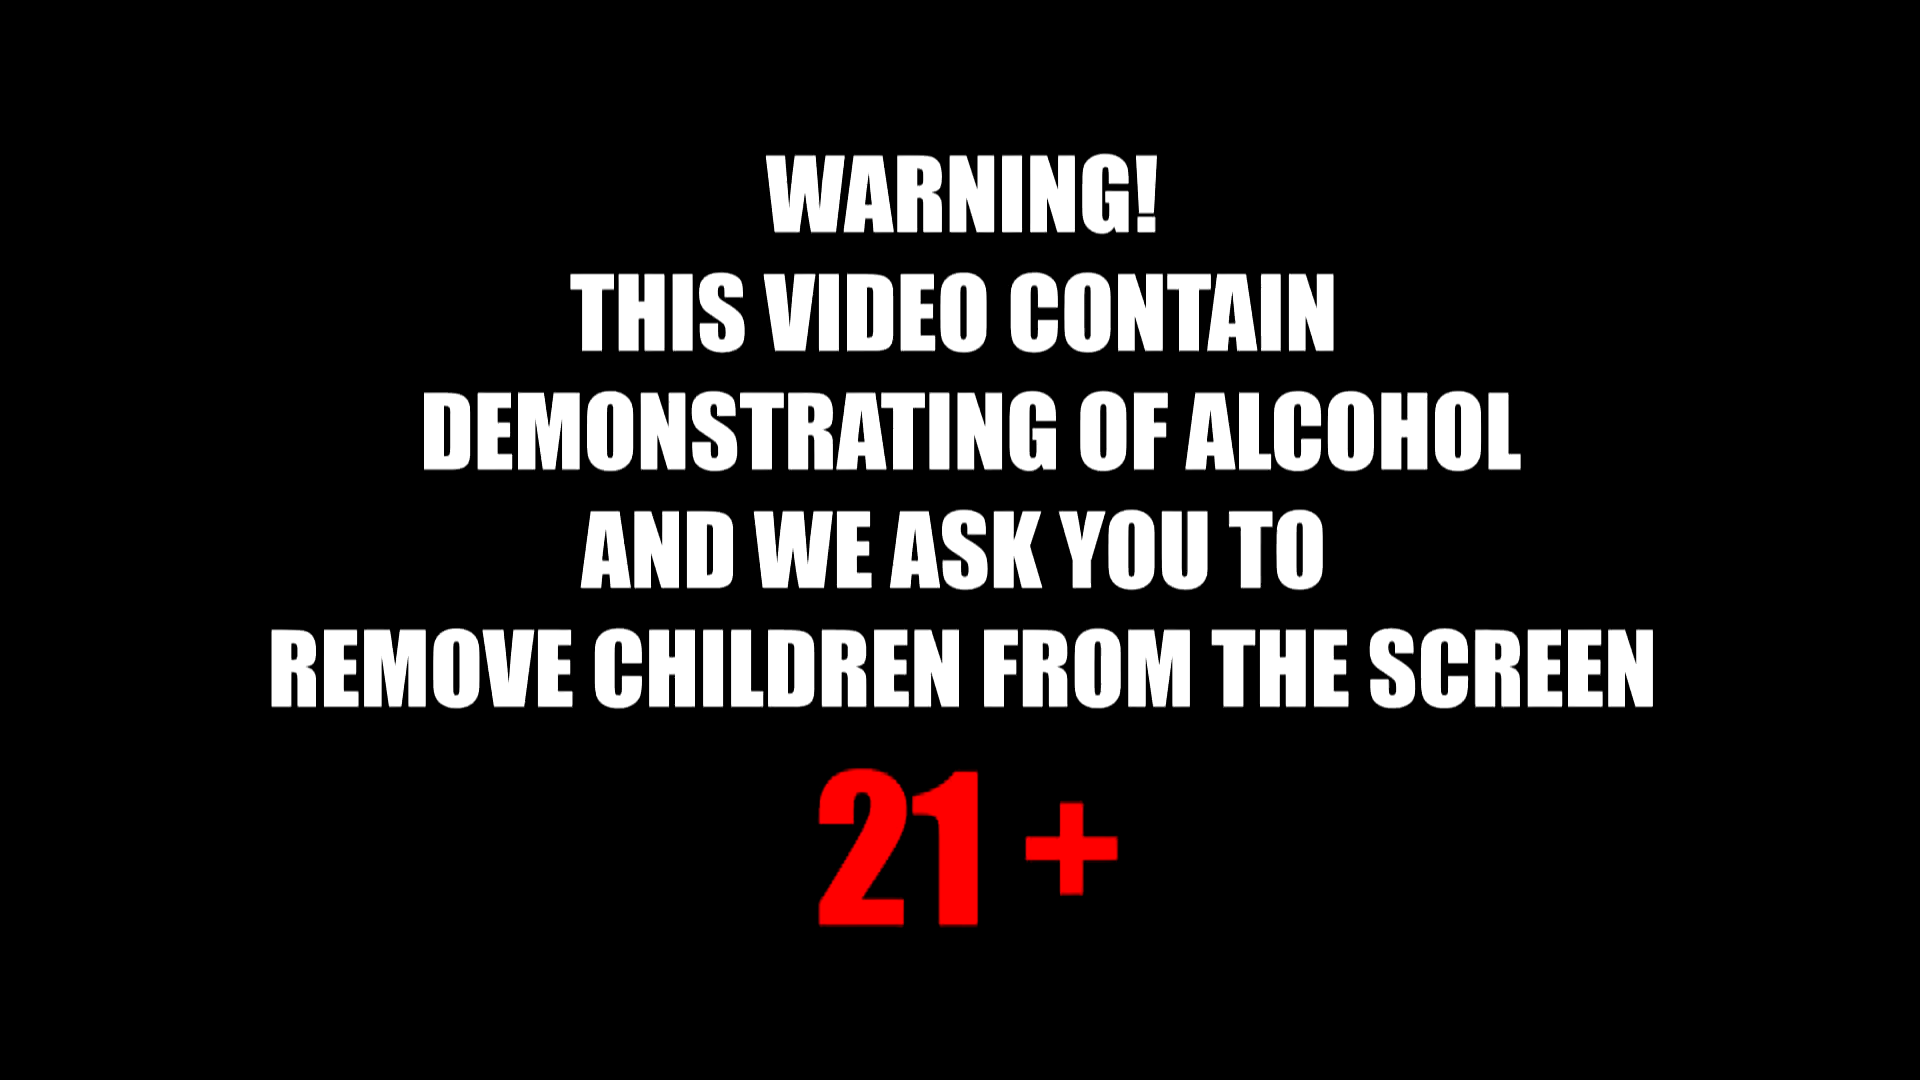 WARNING!
THIS VIDEO CONTAIN
DEMONSTRATING OF ALCOHOL
AND WE ASK YOU TO
REMOVE CHILDREN FROM THE SCREEN
21 +